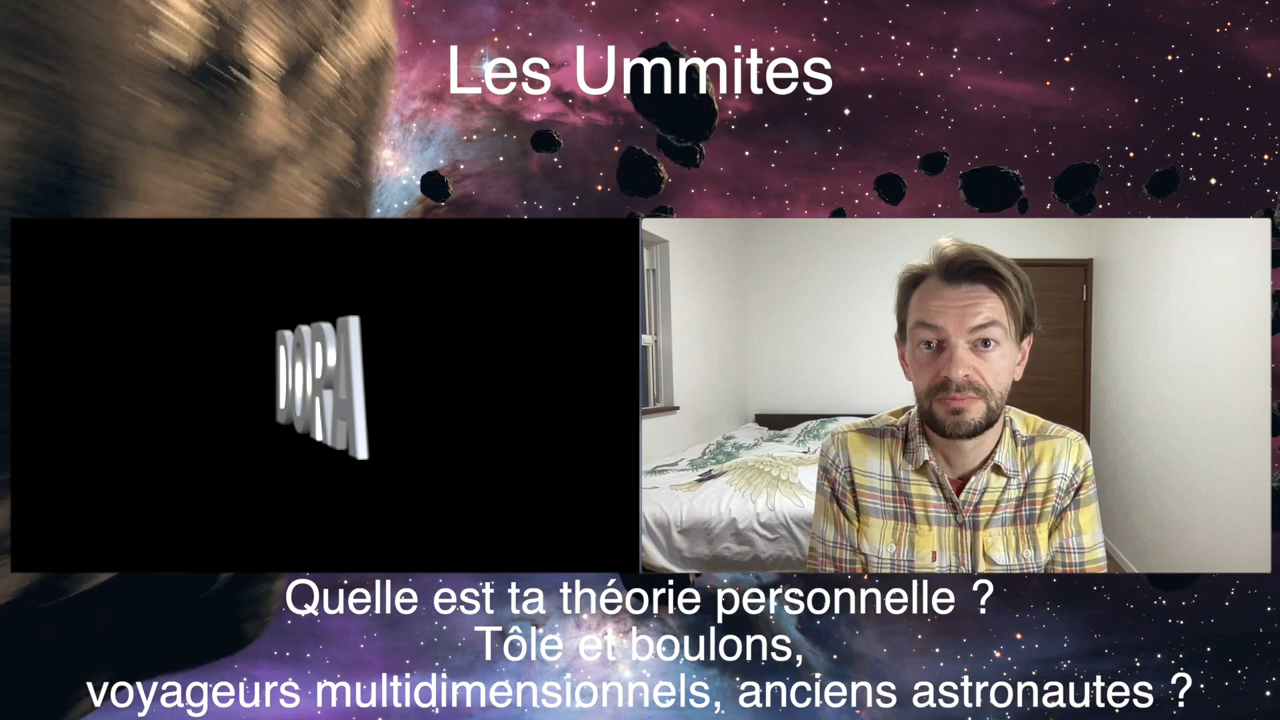 Les Ummites
DORA
Quelle est ta théorie personnelle ?
Tôle et boulons,
voyageurs multidimensionnels, anciens astronautes ?